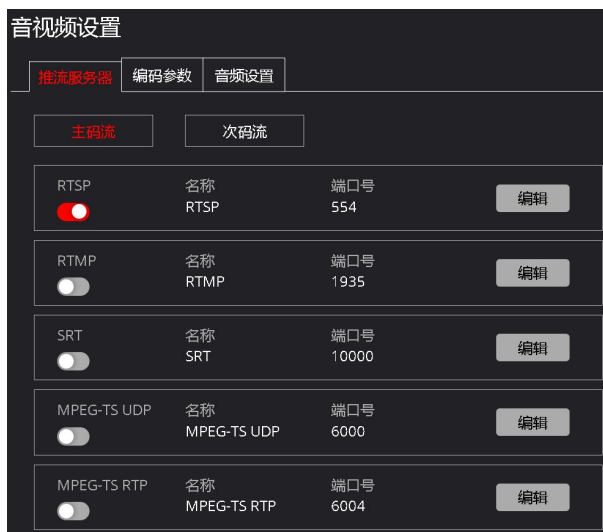 音视频设置
推流服务器 编码参数 音频设置
主码流 次码流
RTSP 名称 端口号
RTSP 554 编辑
RTMP 名称 端口号
RTMP 1935 编辑
SRT 名称 端口号
SRT 10000 编辑
MPEG-TS UDP 名称 端口号
MPEG-TS UDP 6000 编辑
MPEG-TS RTP 名称 端口号
MPEG-TS RTP 6004 编辑